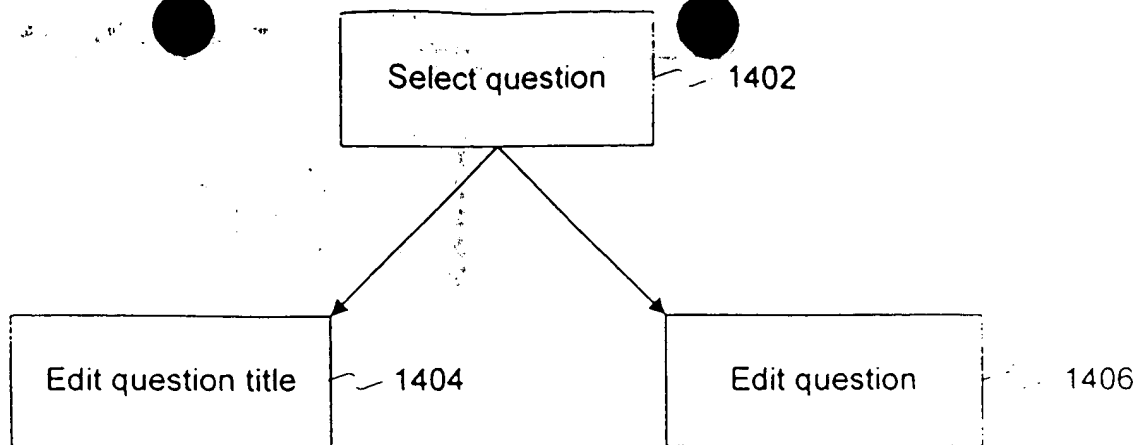 Select question
1402
Edit question title
1404
Edit question
1406